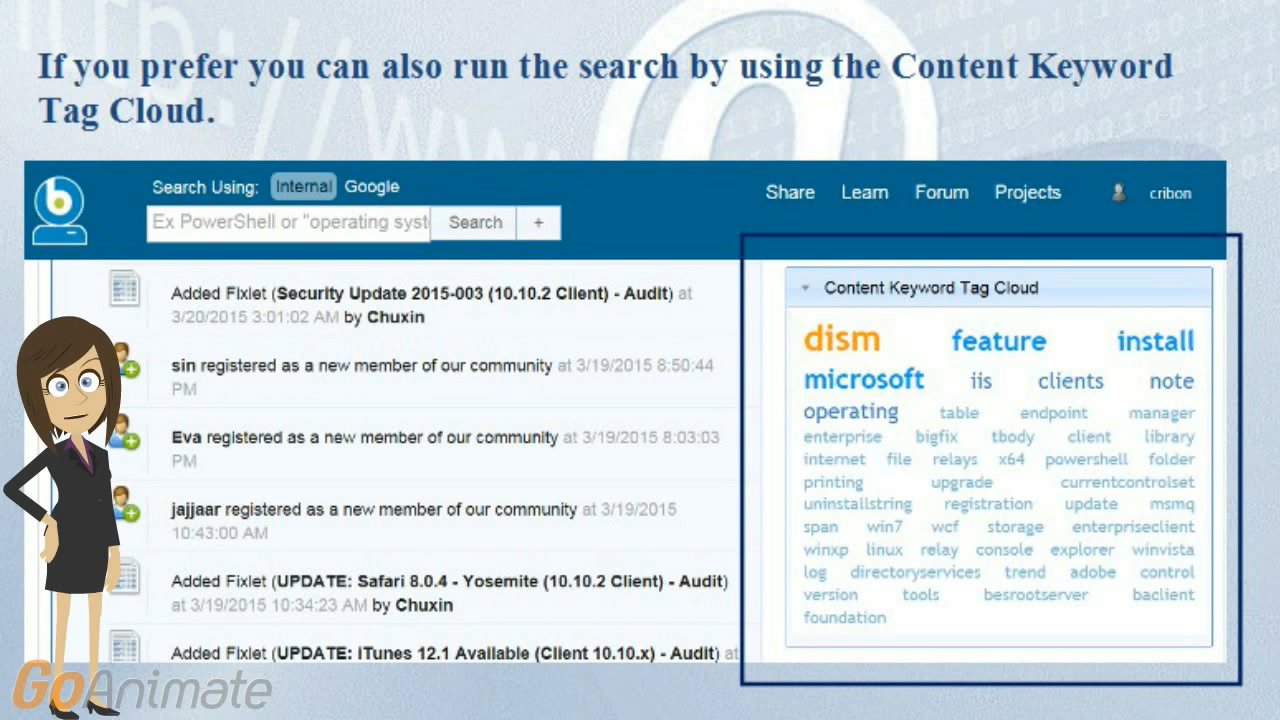 If you prefer you can also run the search by using the Content Keyword
Tag Cloud.
Search Using: Internal Google
Ex PowerShell or "operating syst
Search +
Share Learn Forum Projects cribon
Added Fixlet (Security Update 2015-003 (10.10.2 Client) - Audit) at
3/20/2015 3:01:02 AM by Chuxin
sin registered as a new member of our community at 3/19/2015 8:50:44
PM
Eva registered as a new member of our community at 3/19/2015 8:03:03
PM
jajjaar registered as a new member of our community at 3/19/2015
10:43:00 AM
Added Fixlet (UPDATE: Safari 8.0.4 - Yosemite (10.10.2 Client) - Audit)
at 3/19/2015 10:34:23 AM by Chuxin
Added Fixlet (UPDATE: iTunes 12.1 Available (Client 10.10.x) - Audit) at
Content Keyword Tag Cloud
dism feature install
microsoft iis clients note
operating table endpoint manager
enterprise bigfix tbody client library
internet file relays x64 powershell folder
printing upgrade currentcontrolset
uninstallstring registration update msmq
span win7 wcf storage enterpriseclient
winxp linux relay console explorer winvista
log directoryservices trend adobe control
version tools besrootserver baclient
foundation
GoAnimate